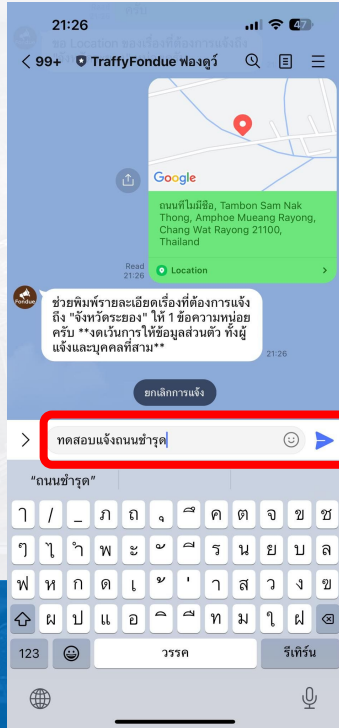 21:26
47
99+ TraffyFondue ฟองดูว์
Google
ถนนที่ไม่มีชื่อ, Tambon Sam Nak
Thong, Amphoe Mueang Rayong,
Chang Wat Rayong 21100,
Thailand
Read
21:26
Location
Fondue
ช่วยพิมพ์รายละเอียดเรื่องที่ต้องการแจ้ง
ถึง "จังหวัดระยอง" ให้ 1 ข้อความหน่อย
ครับ **งดเว้นการให้ข้อมูลส่วนตัว ทั้งผู้
แจ้งและบุคคลที่สาม**
21:26
ยกเลิกการแจ้ง
ทดสอบแจ้งถนนชำรุด
“ถนนชำรุด”
ๅ / _ ภ ถ ุ ึ ค ต จ ข ช
ๆ ไ ำ พ ะ ั ี ร น ย บ ล
ฟ ห ก ด เ ้ ่ า ส ว ง ฃ
ผ ป แ อ ิ ื ท ม ใ ฝ
123 วรรค รีเทิร์น